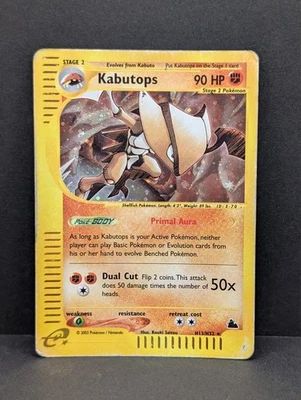 STAGE 2
Evolves from Kabuto
Put Kabutops on the Stage 1 card
Kabutops
90 HP
Stage 2 Pokémon
Shellfish Pokémon. Length: 4'3", Weight: 89 lbs.
Poké-BODY
Primal Aura
As long as Kabutops is your Active Pokémon, neither
player can play Basic Pokémon or Evolution cards from
his or her hand to evolve Benched Pokémon.
Dual Cut Flip 2 coins. This attack
does 50 damage times the number of
heads.
50x
weakness
resistance
retreat cost
Illus. Kouki Saitou
© 2003 Pokémon / Nintendo
H13/H32
e